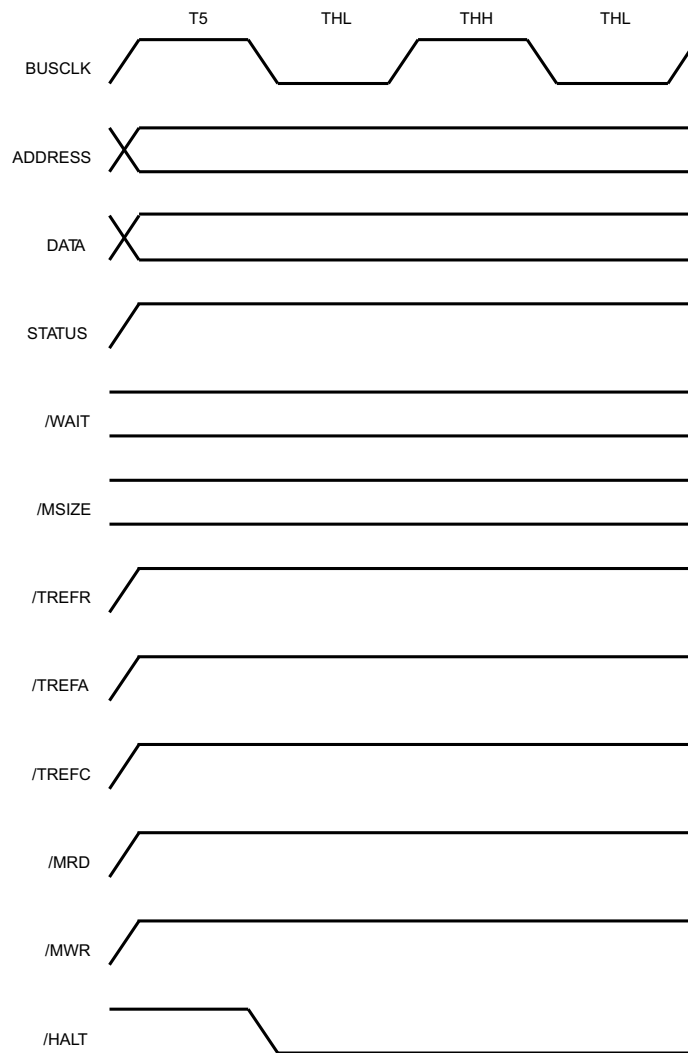 T5 THL THH THL
BUSCLK
ADDRESS
DATA
STATUS
/WAIT
/MSIZE
/TREFR
/TREFA
/TREFC
/MRD
/MWR
/HALT